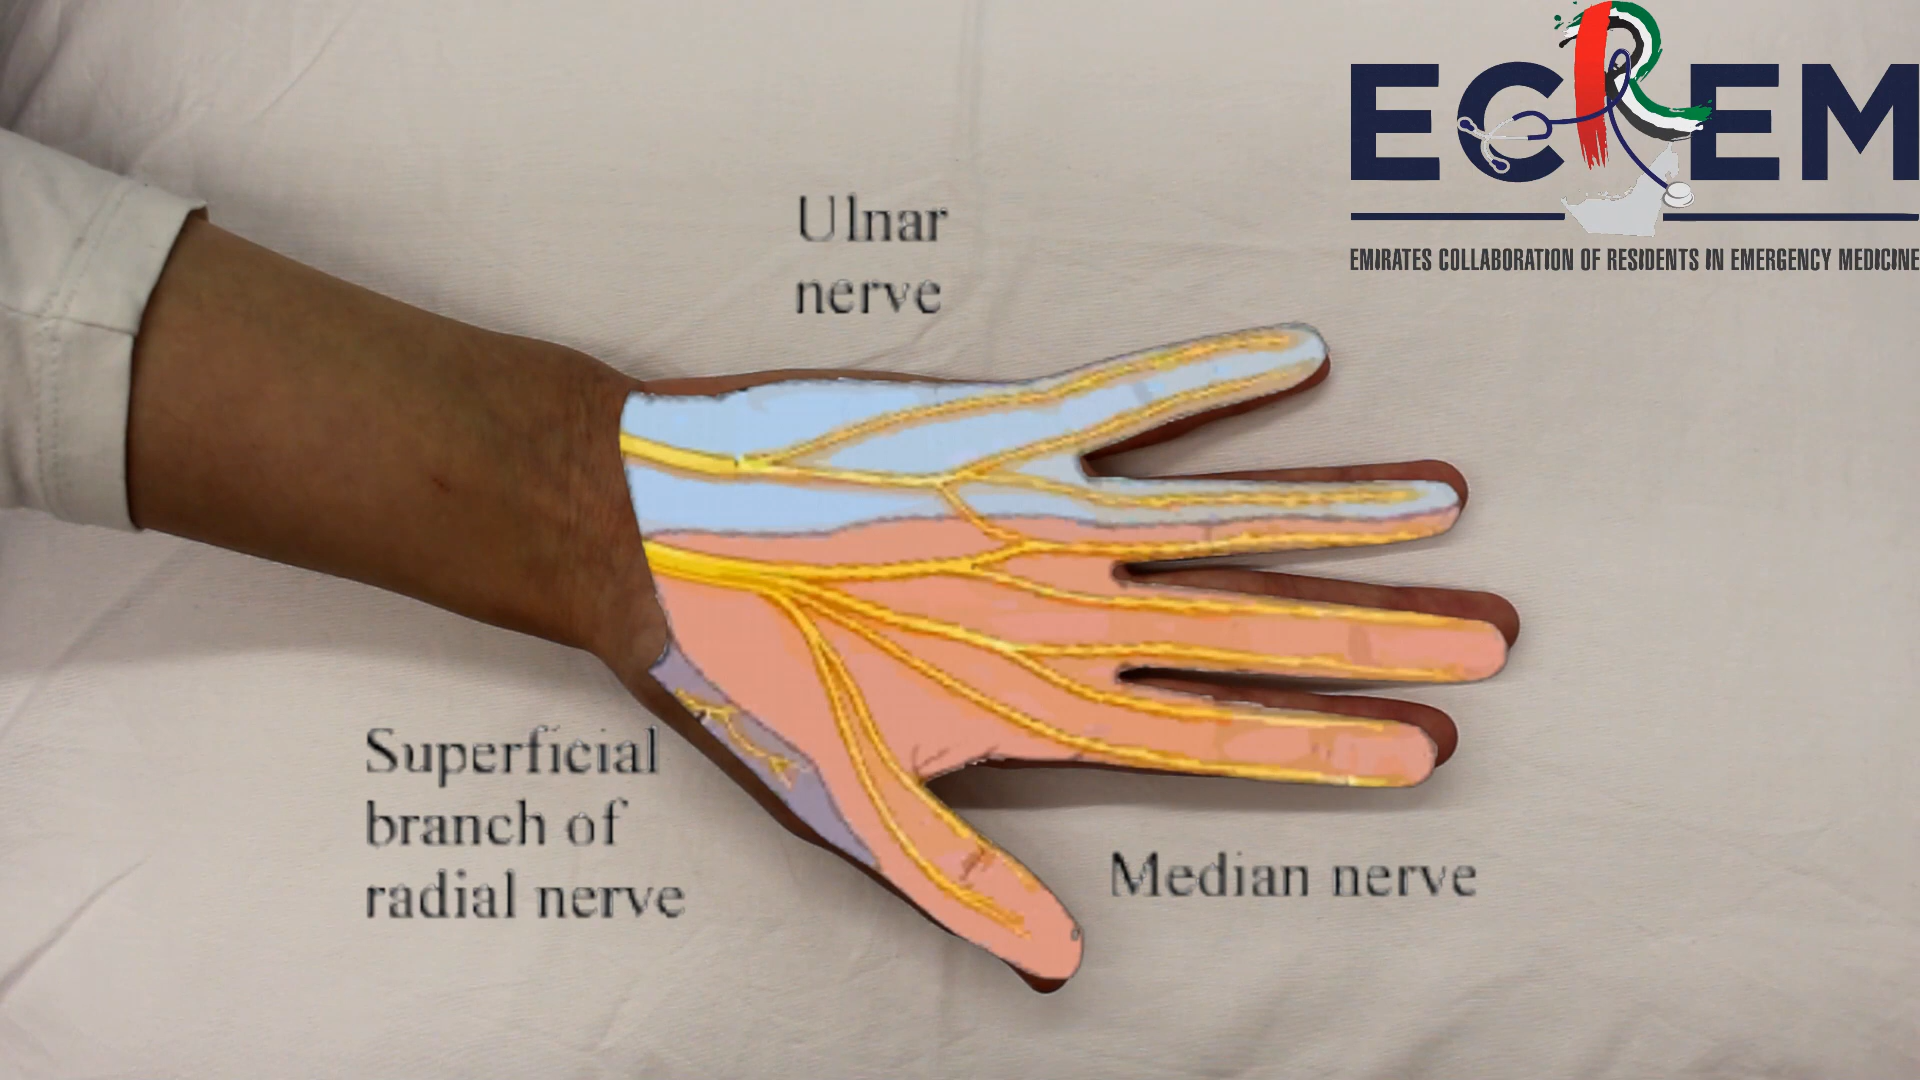 ECREM
EMIRATES COLLABORATION OF RESIDENTS IN EMERGENCY MEDICINE
Ulnar
nerve
Superficial
branch of
radial nerve
Median nerve